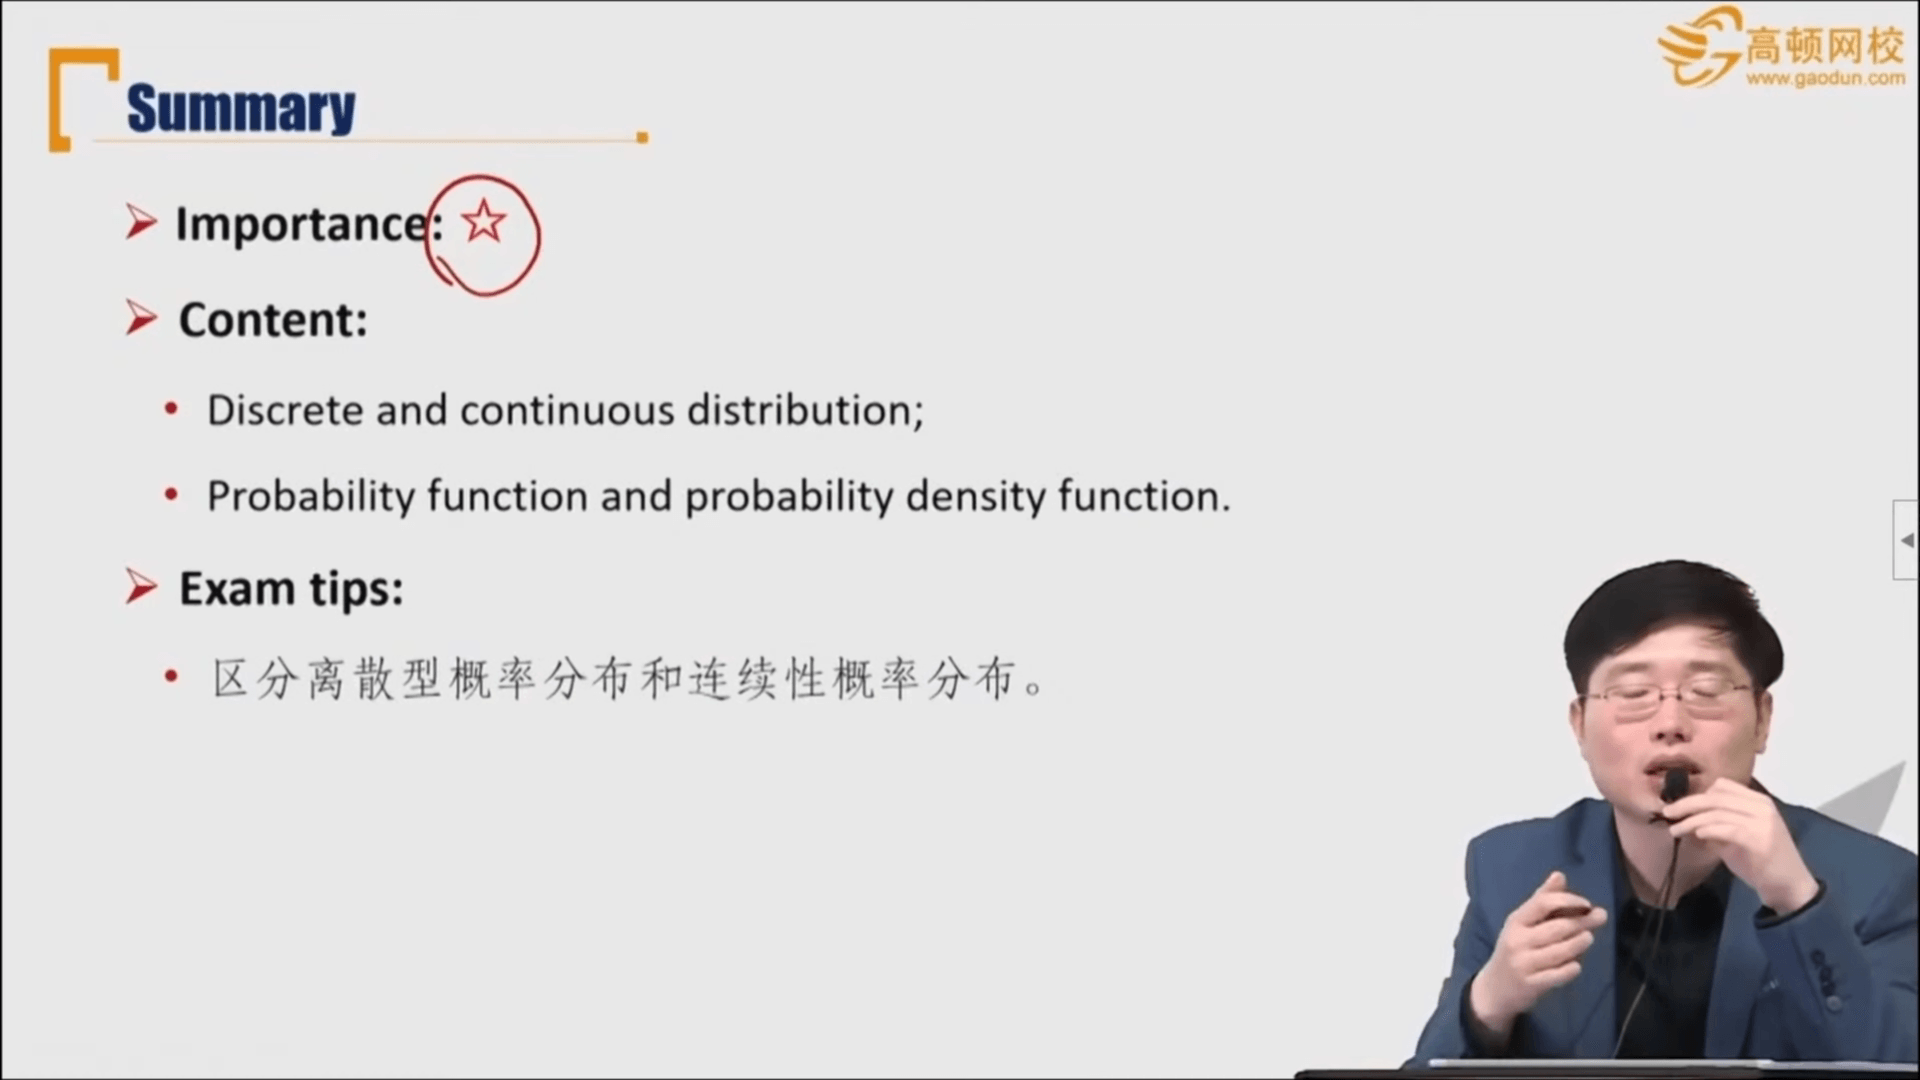 高顿网校
www.gaodun.com
Summary
Importance: ☆
Content:
Discrete and continuous distribution;
Probability function and probability density function.
Exam tips:
区分离散型概率分布和连续性概率分布。